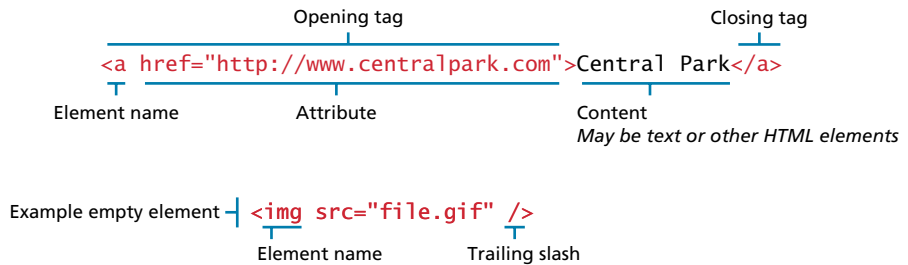 Opening tag Closing tag
<a href="http://www.centralpark.com">Central Park</a>
Element name Attribute Content
May be text or other HTML elements
Example empty element <img src="file.gif" />
Element name Trailing slash